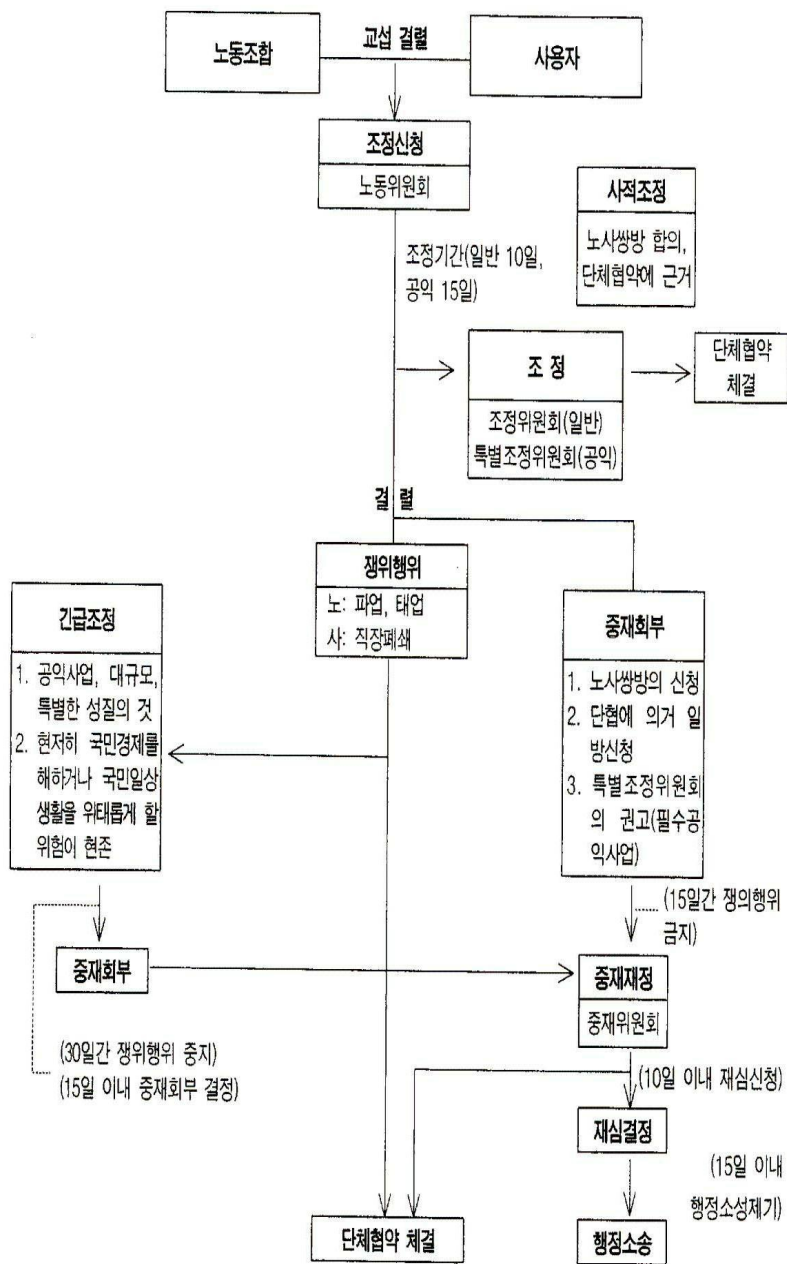 노동조합
교섭 결렬
사용자
조정신청
노동위원회
사적조정
노사쌍방 합의,
단체협약에 근거
조정기간(일반 10일,
공익 15일)
조 정
조정위원회(일반)
특별조정위원회(공익)
단체협약
체결
결 렬
쟁위행위
노: 파업, 태업
사: 직장폐쇄
긴급조정
1. 공익사업, 대규모,
특별한 성질의 것
2. 현저히 국민경제를
해하거나 국민일상
생활을 위태롭게 할
위험이 현존
중재회부
1. 노사쌍방의 신청
2. 단협에 의거 일
방신청
3. 특별조정위원회
의 권고(필수공
익사업)
(15일간 쟁의행위
금지)
중재회부
중재재정
중재위원회
(30일간 쟁위행위 중지)
(15일 이내 중재회부 결정)
(10일 이내 재심신청)
재심결정
(15일 이내
행정소성제기)
단체협약 체결
행정소송